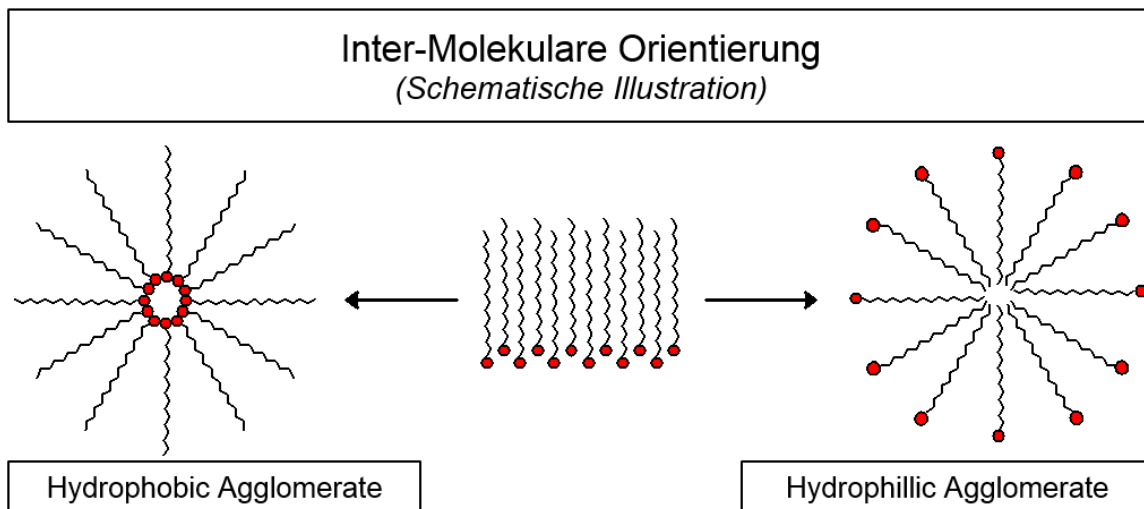 Inter-Molekulare Orientierung
(Schematische Illustration)
Hydrophobic Agglomerate
Hydrophillic Agglomerate